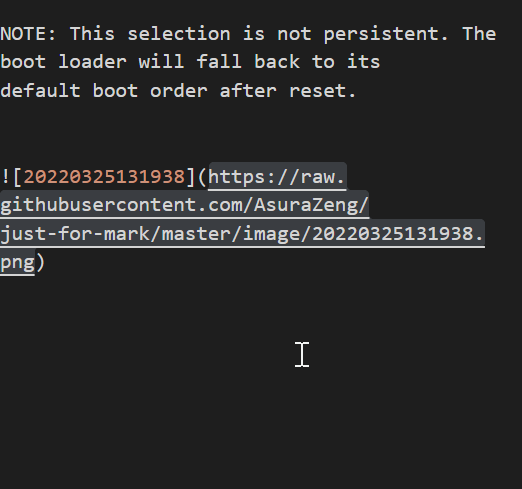 NOTE: This selection is not persistent. The
boot loader will fall back to its
default boot order after reset.
![20220325131938](https://raw.
githubusercontent.com/AsuraZeng/
just-for-mark/master/image/20220325131938.
png)